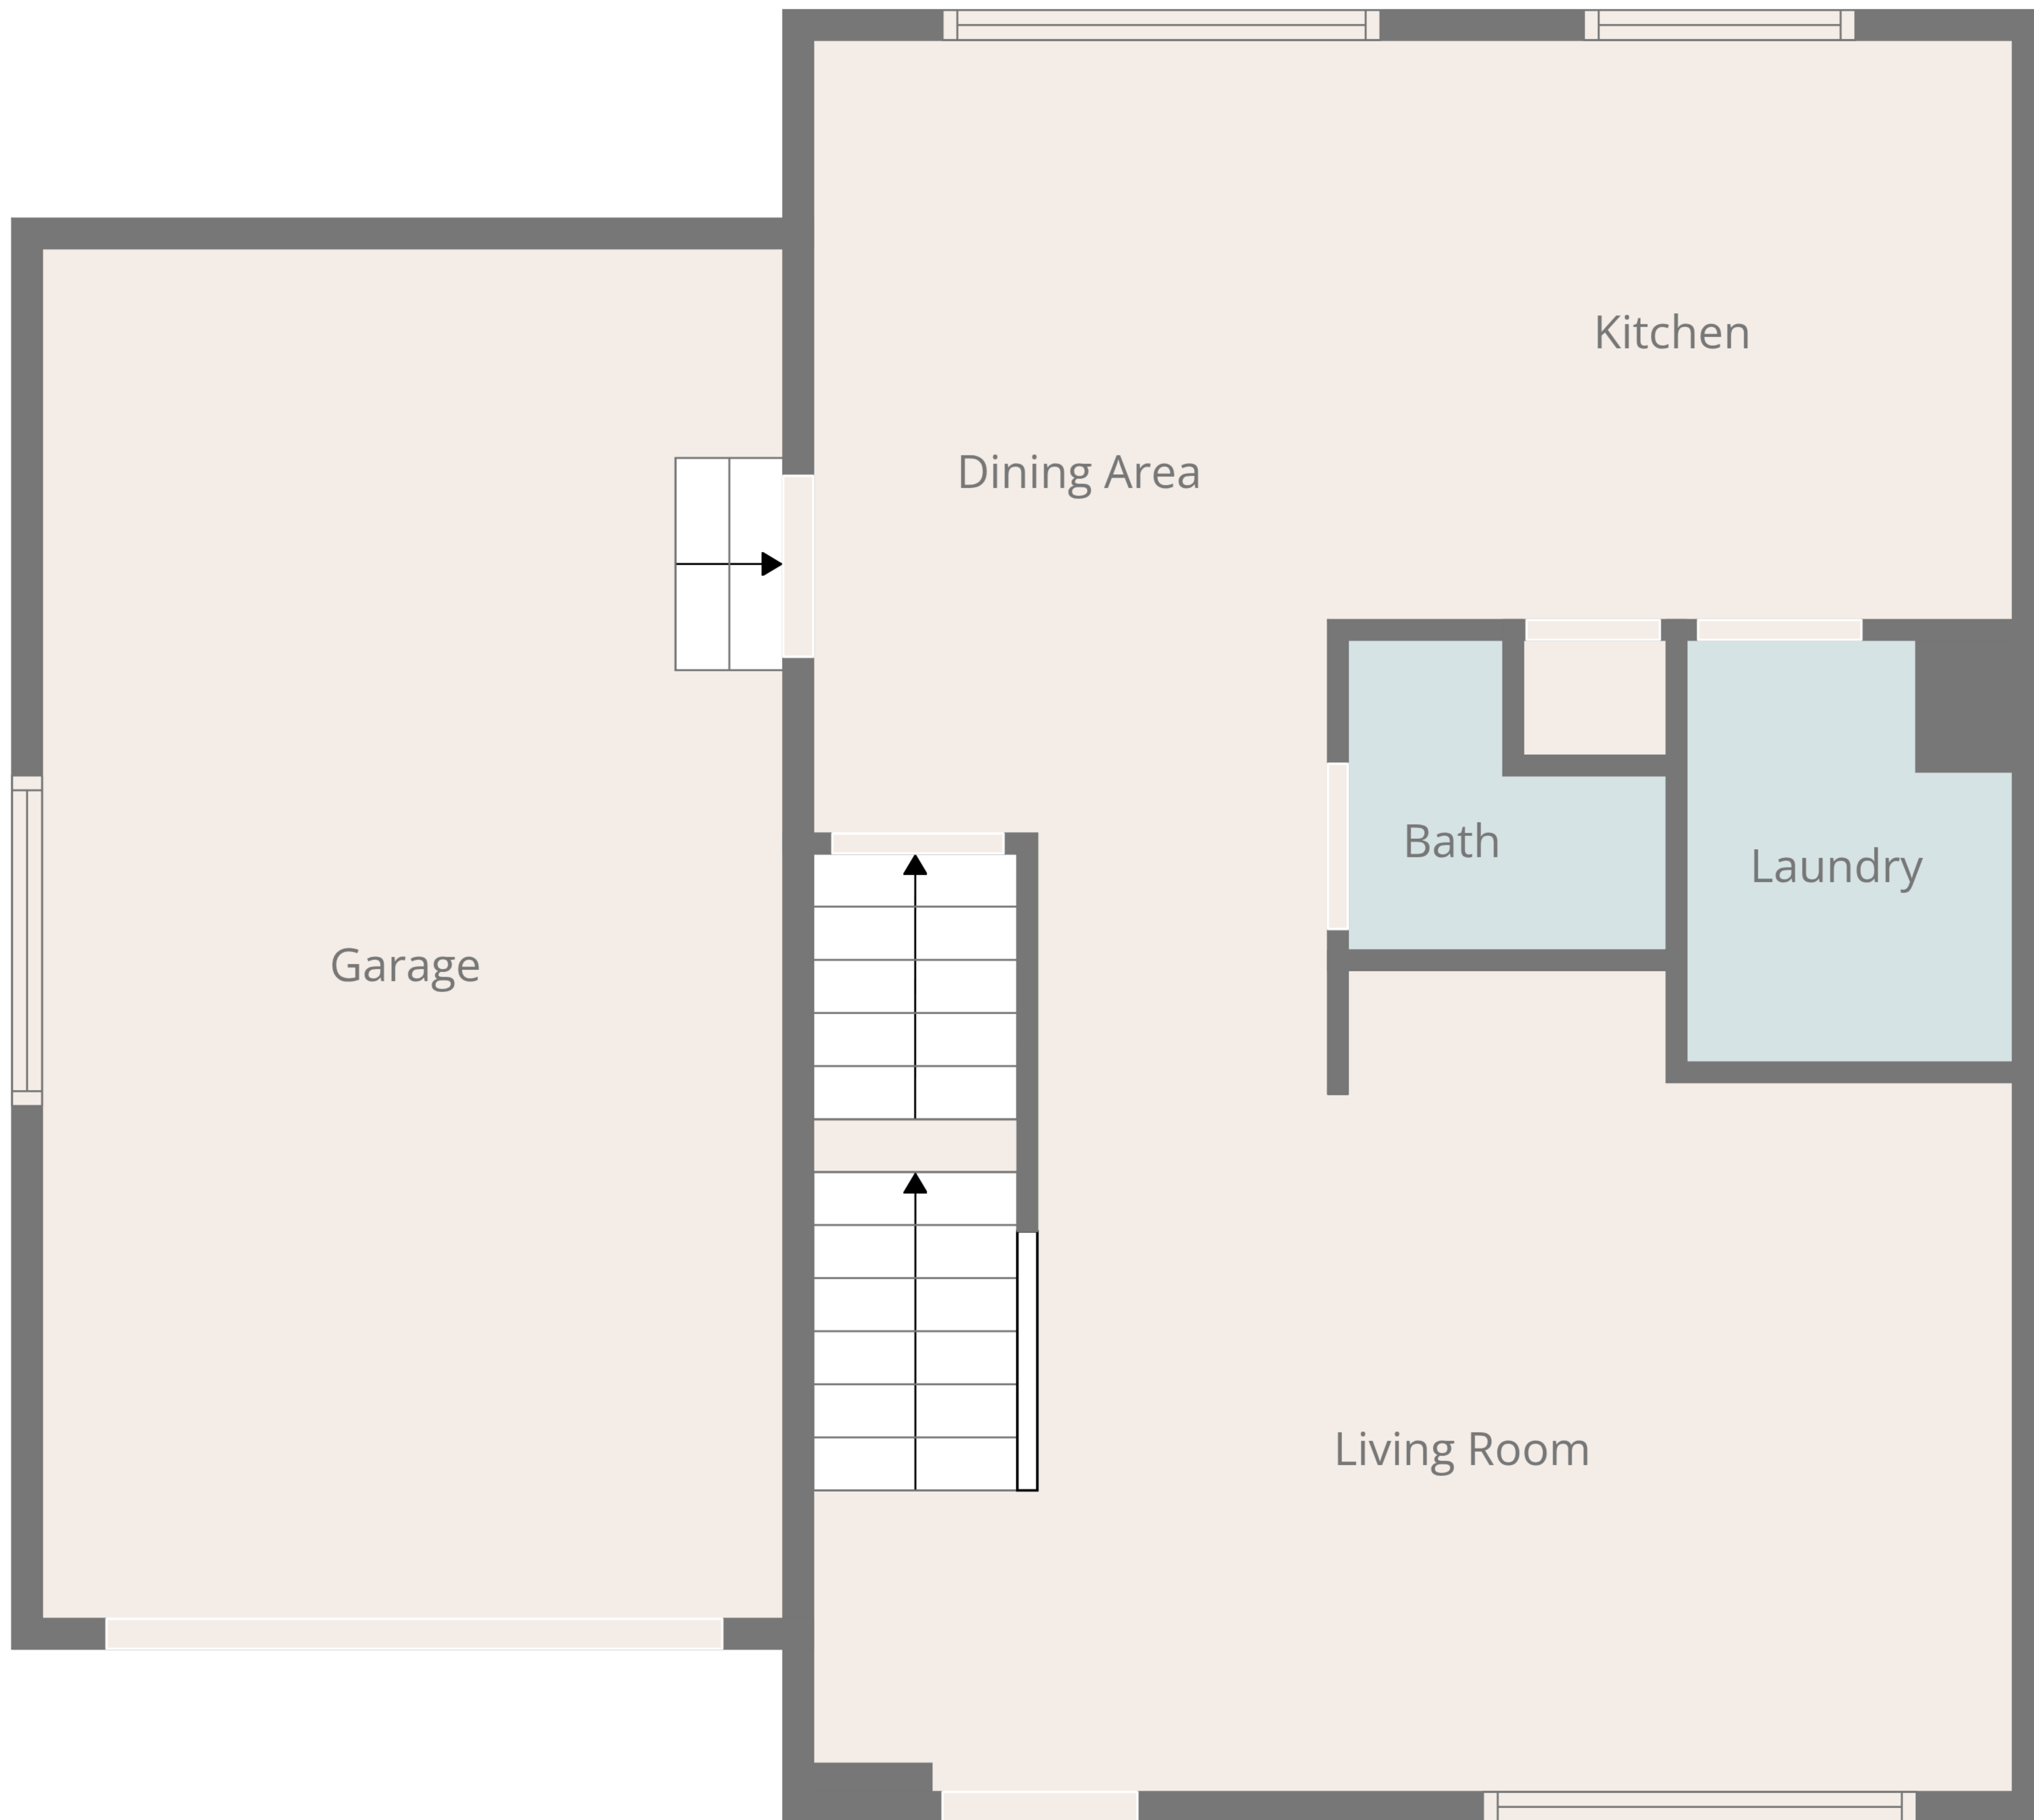 Kitchen
Dining Area
Bath
Laundry
Garage
Living Room